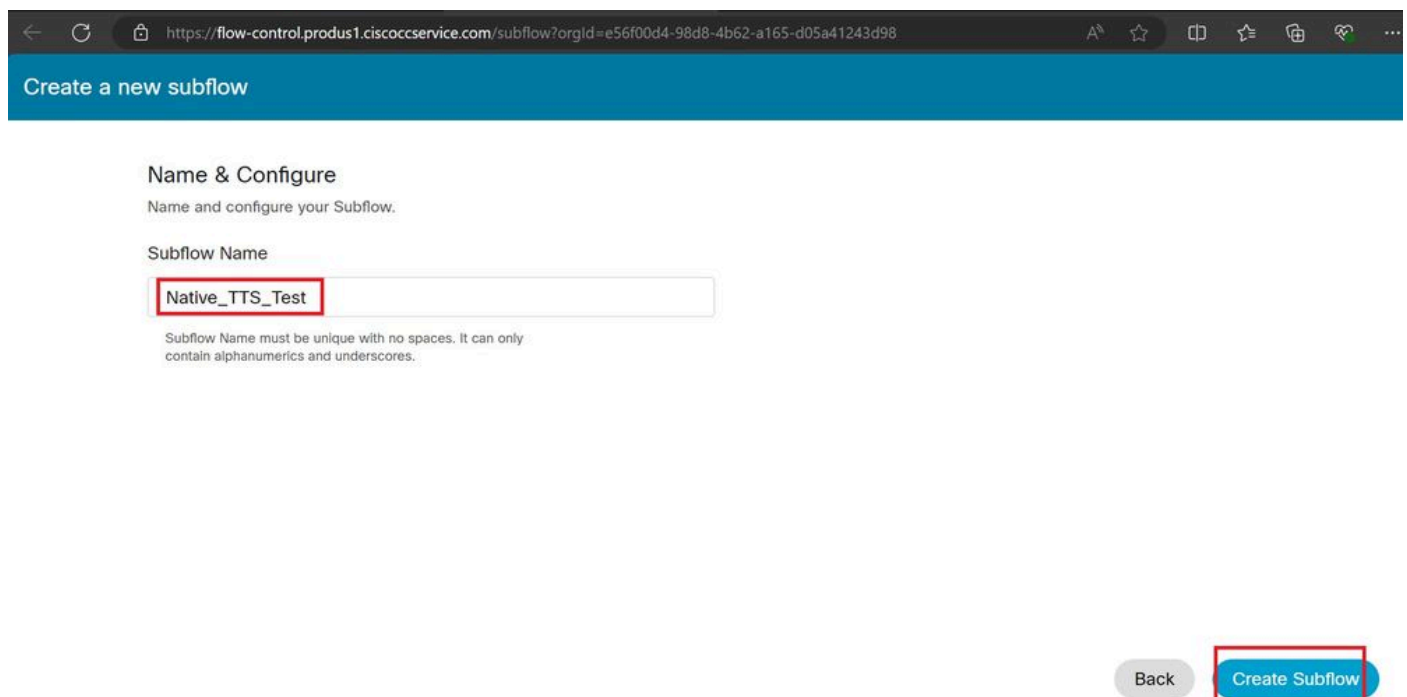 https://flow-control.produs1.ciscoccservice.com/subflow?orgId=e56f00d4-98d8-4b62-a165-d05a41243d98
Create a new subflow
Name & Configure
Name and configure your Subflow.
Subflow Name
Native_TTS_Test
Subflow Name must be unique with no spaces. It can only
contain alphanumerics and underscores.
Back Create Subflow